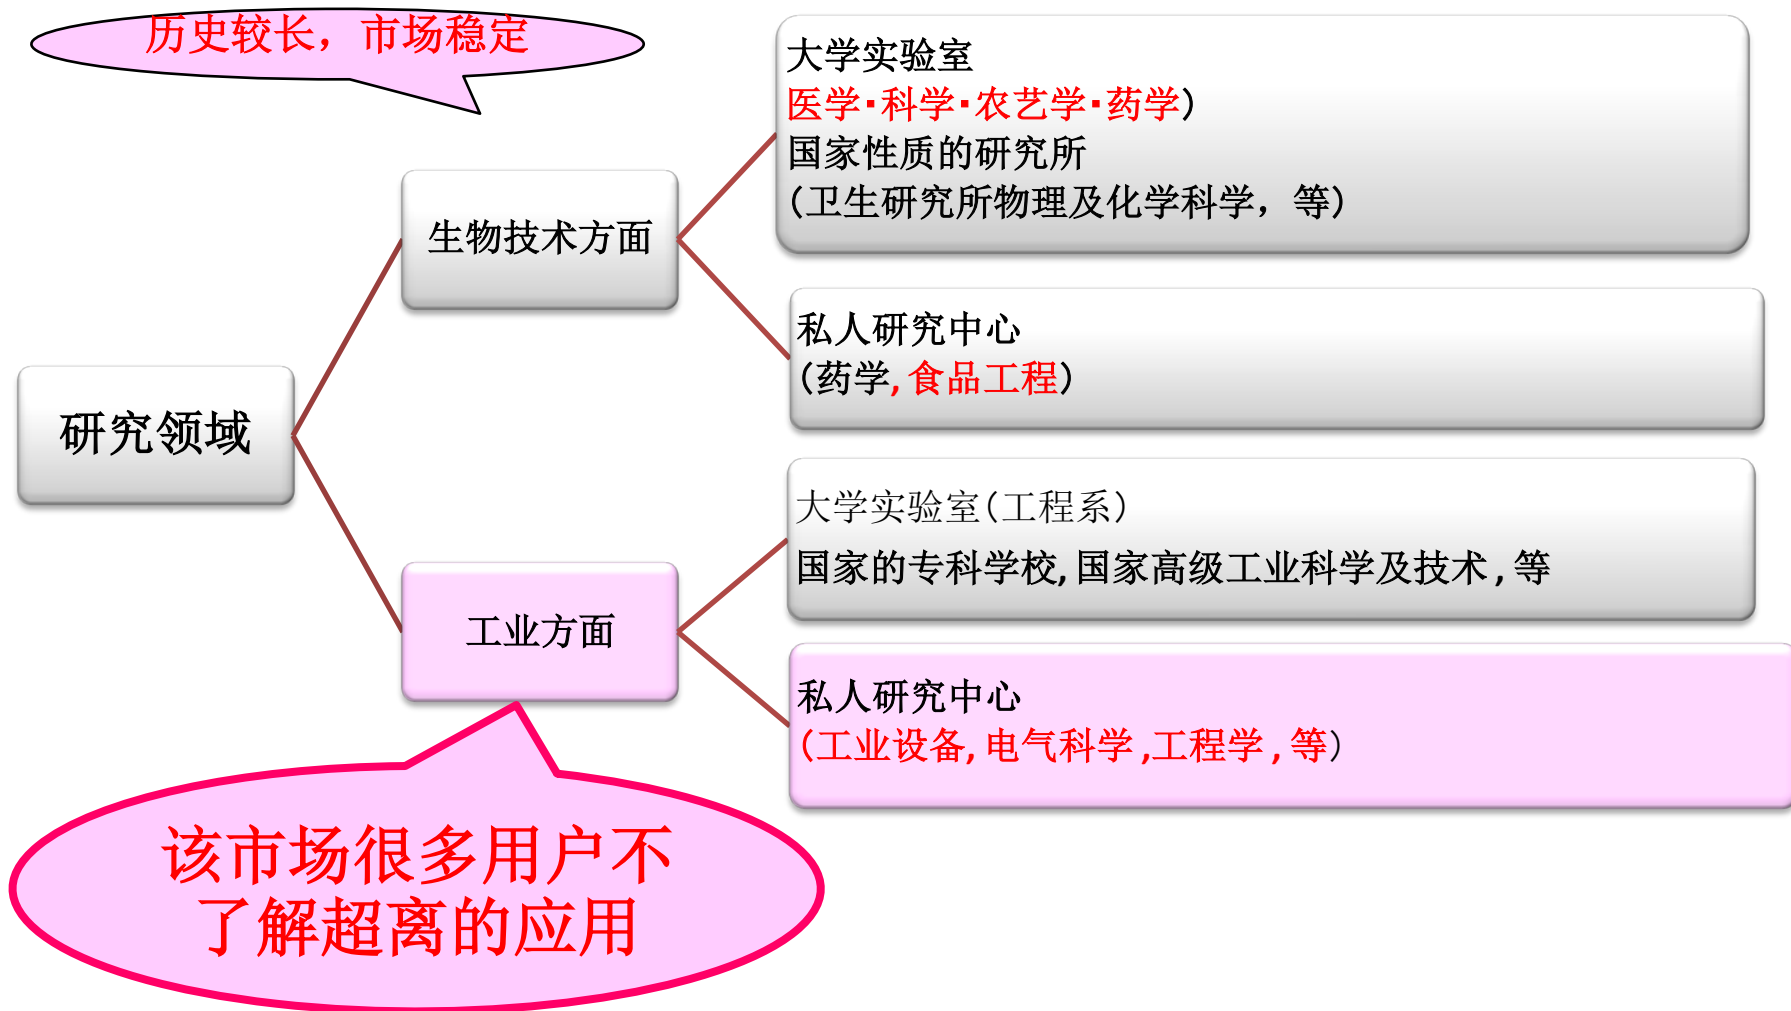 历史较长，市场稳定
大学实验室
医学·科学·农艺学·药学)
国家性质的研究所
(卫生研究所物理及化学科学，等)
生物技术方面
私人研究中心
(药学,食品工程)
研究领域
大学实验室(工程系)
国家的专科学校,国家高级工业科学及技术,等
工业方面
私人研究中心
(工业设备,电气科学,工程学,等)
该市场很多用户不
了解超离的应用